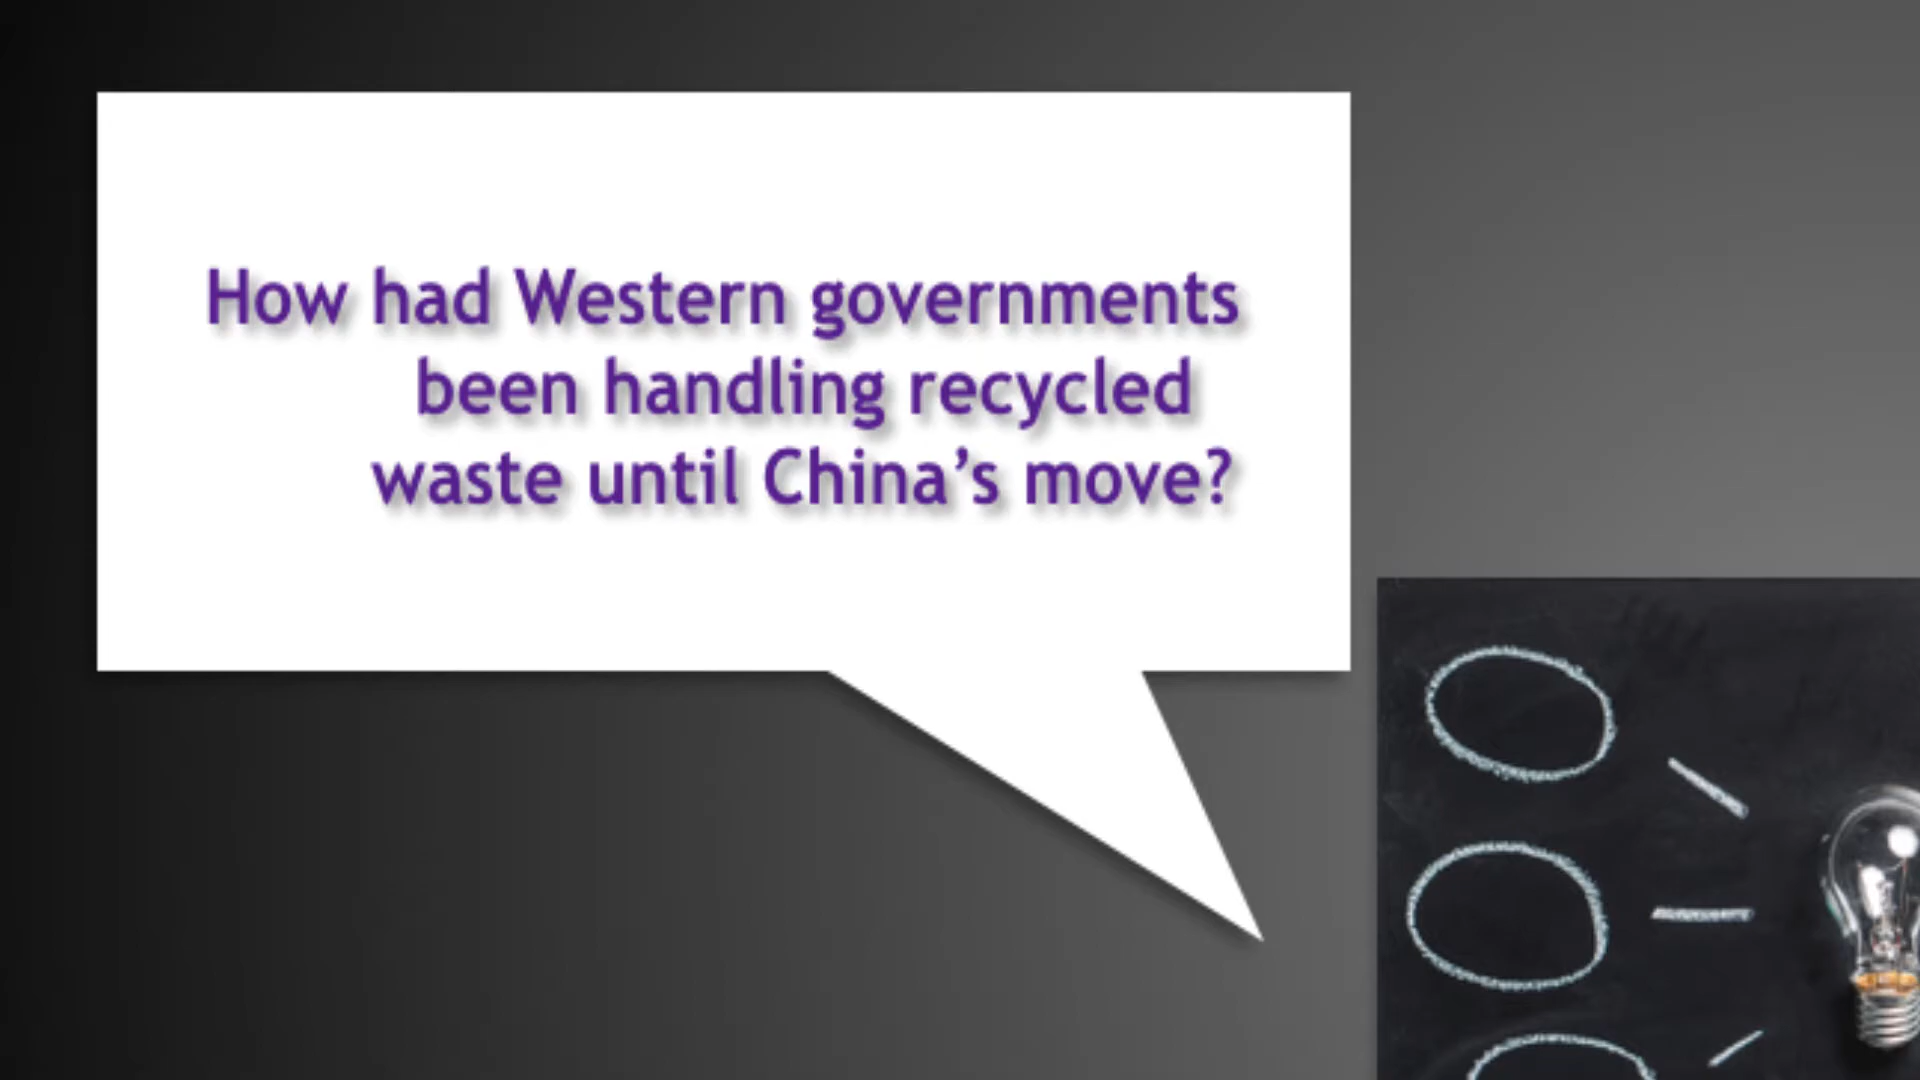 How had Western governments
been handling recycled
waste until China’s move?